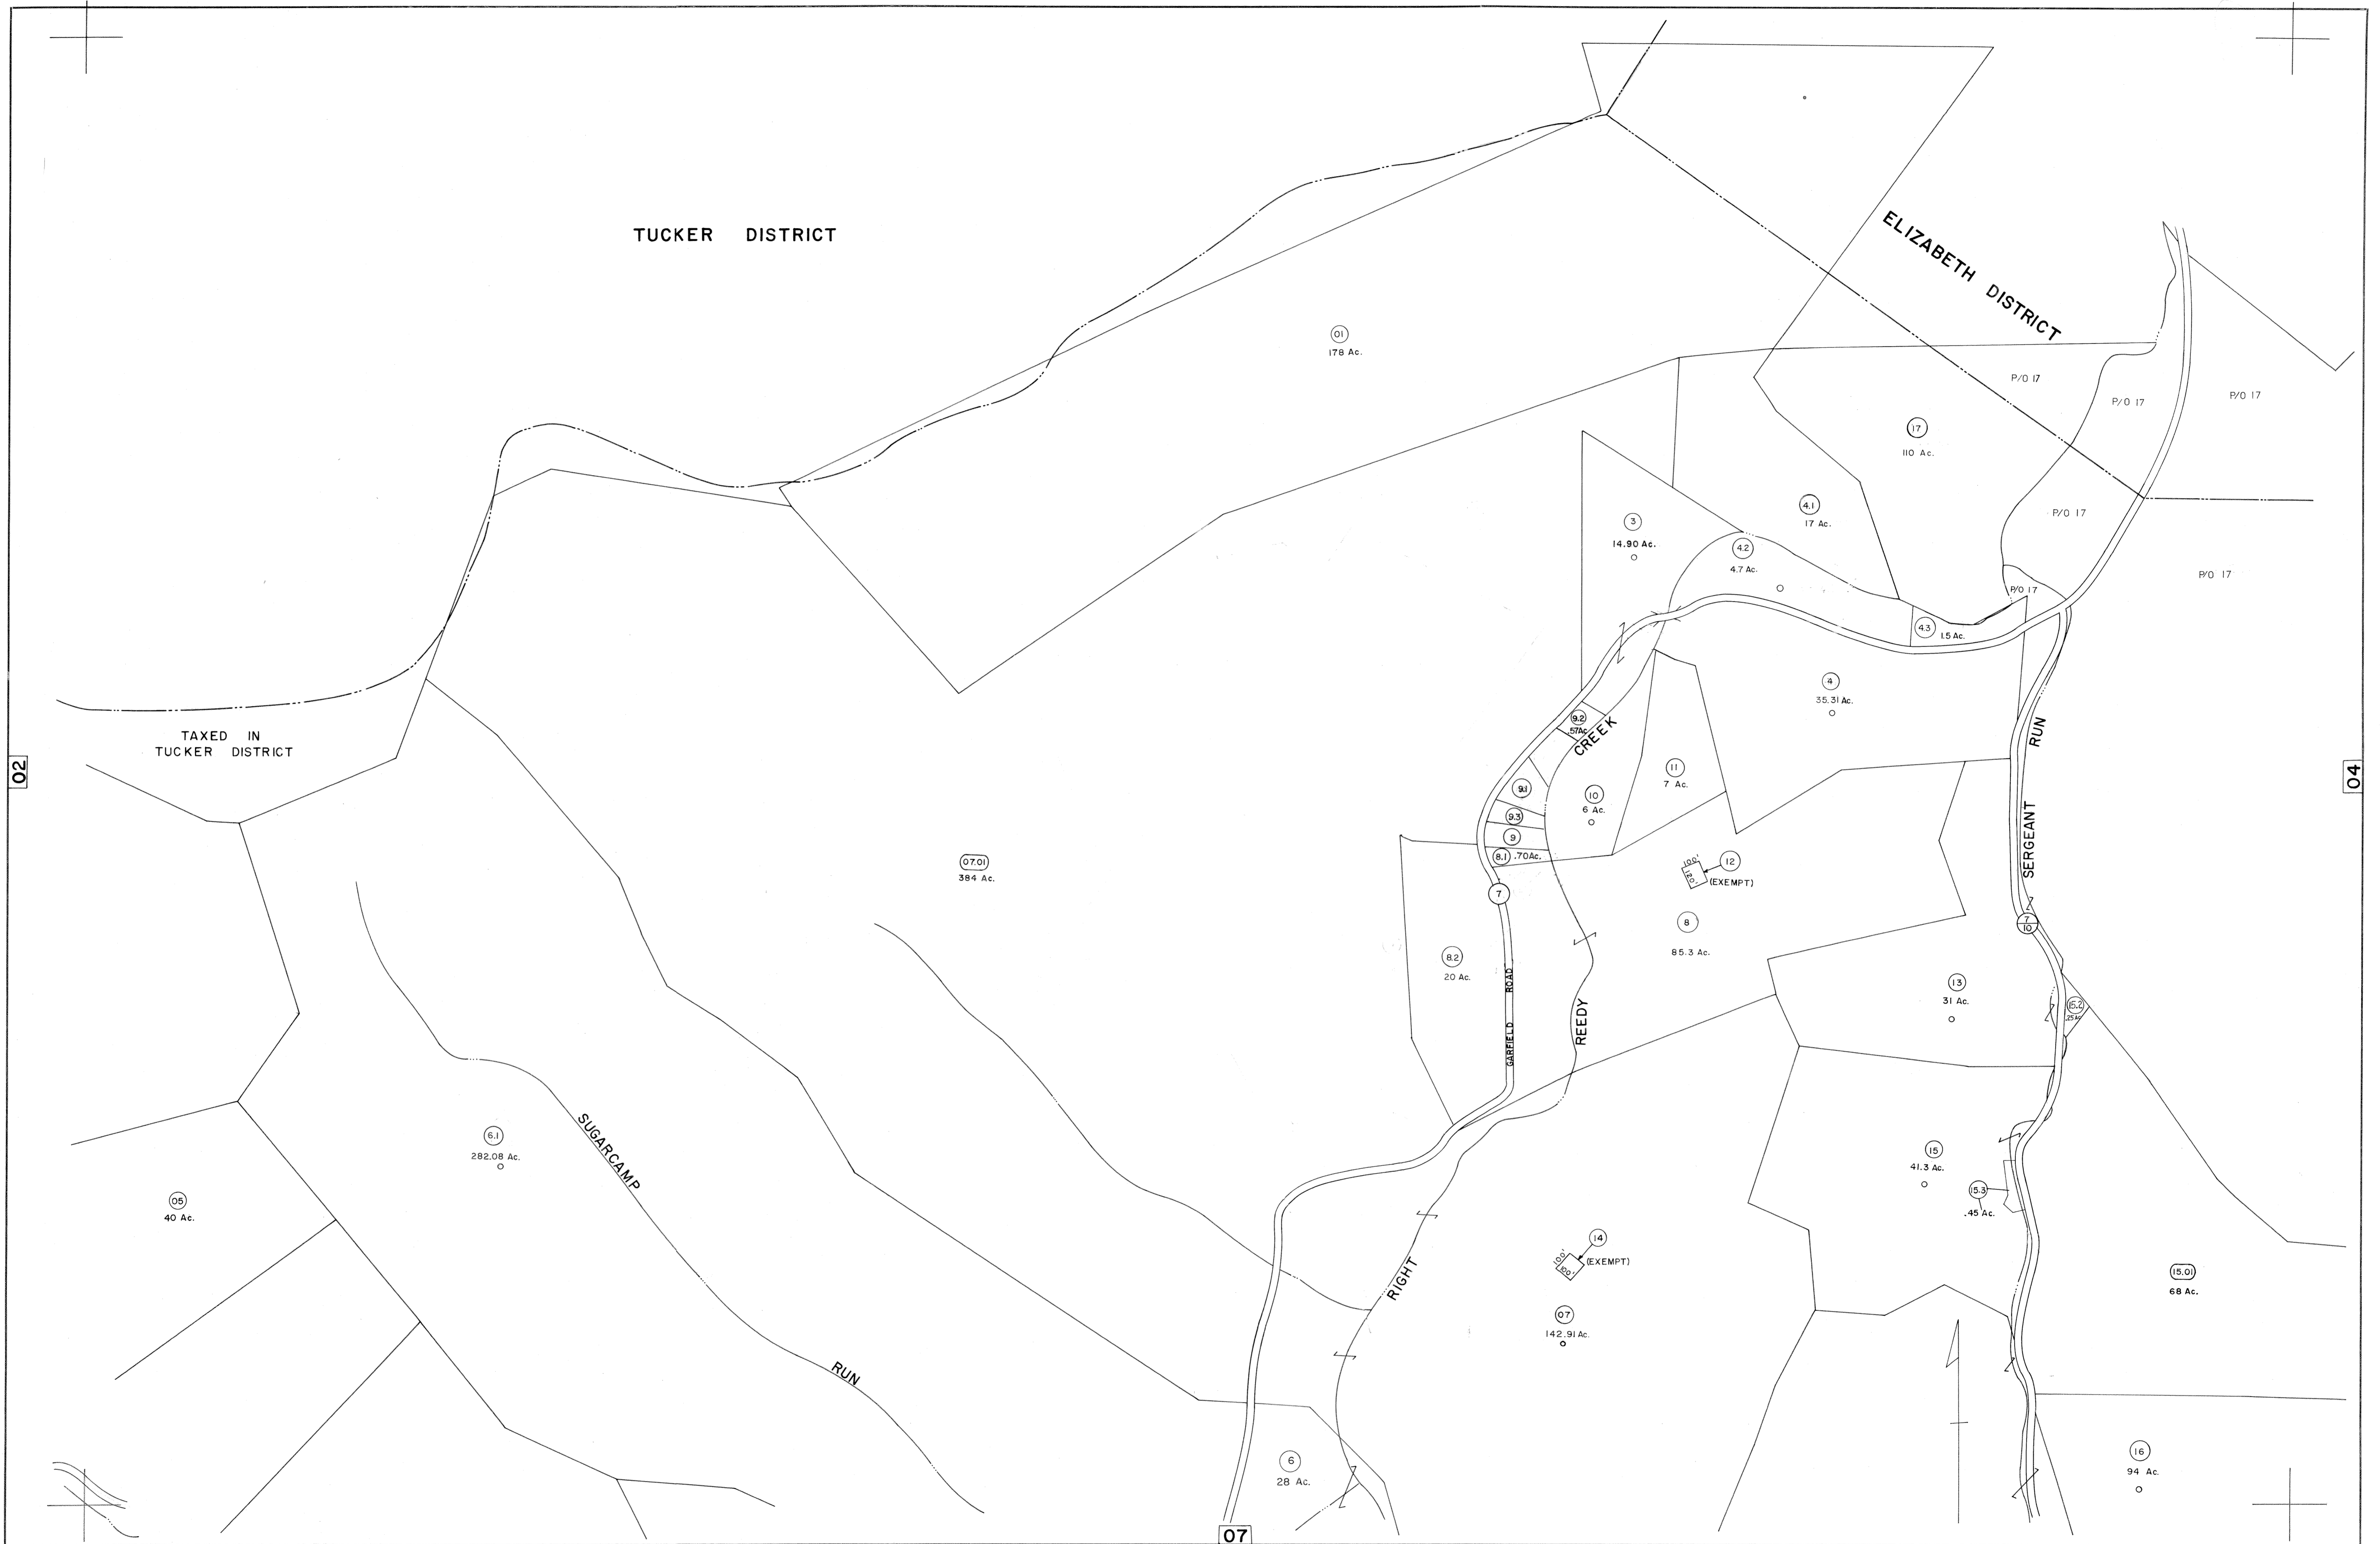 TUCKER DISTRICT
ELIZABETH DISTRICT
01
178 Ac.
P/O 17
P/O 17
P/O 17
17
110 Ac.
4.1
17 Ac.
P/O 17
3
14.90 Ac.
4.2
4.7 Ac.
P/O 17
P/O 17
4.3
1.5 Ac.
4
35.31 Ac.
TAXED IN
TUCKER DISTRICT
9.2
.57Ac
CREEK
RUN
02
04
11
7 Ac.
9.1
10
6 Ac.
9.3
9
8.1 .70Ac.
SERGEANT
07.01
384 Ac.
100'
120'
12
(EXEMPT)
7
8
85.3 Ac.
7
10
8.2
20 Ac.
ROAD
GARFIELD
REEDY
13
31 Ac.
15.2
.25 Ac
6.1
282.08 Ac.
SUGARCAMP
15
41.3 Ac.
15.3
.45 Ac.
05
40 Ac.
14
(EXEMPT)
100'
100'
RIGHT
15.01
68 Ac.
07
142.91 Ac.
RUN
6
28 Ac.
16
94 Ac.
07